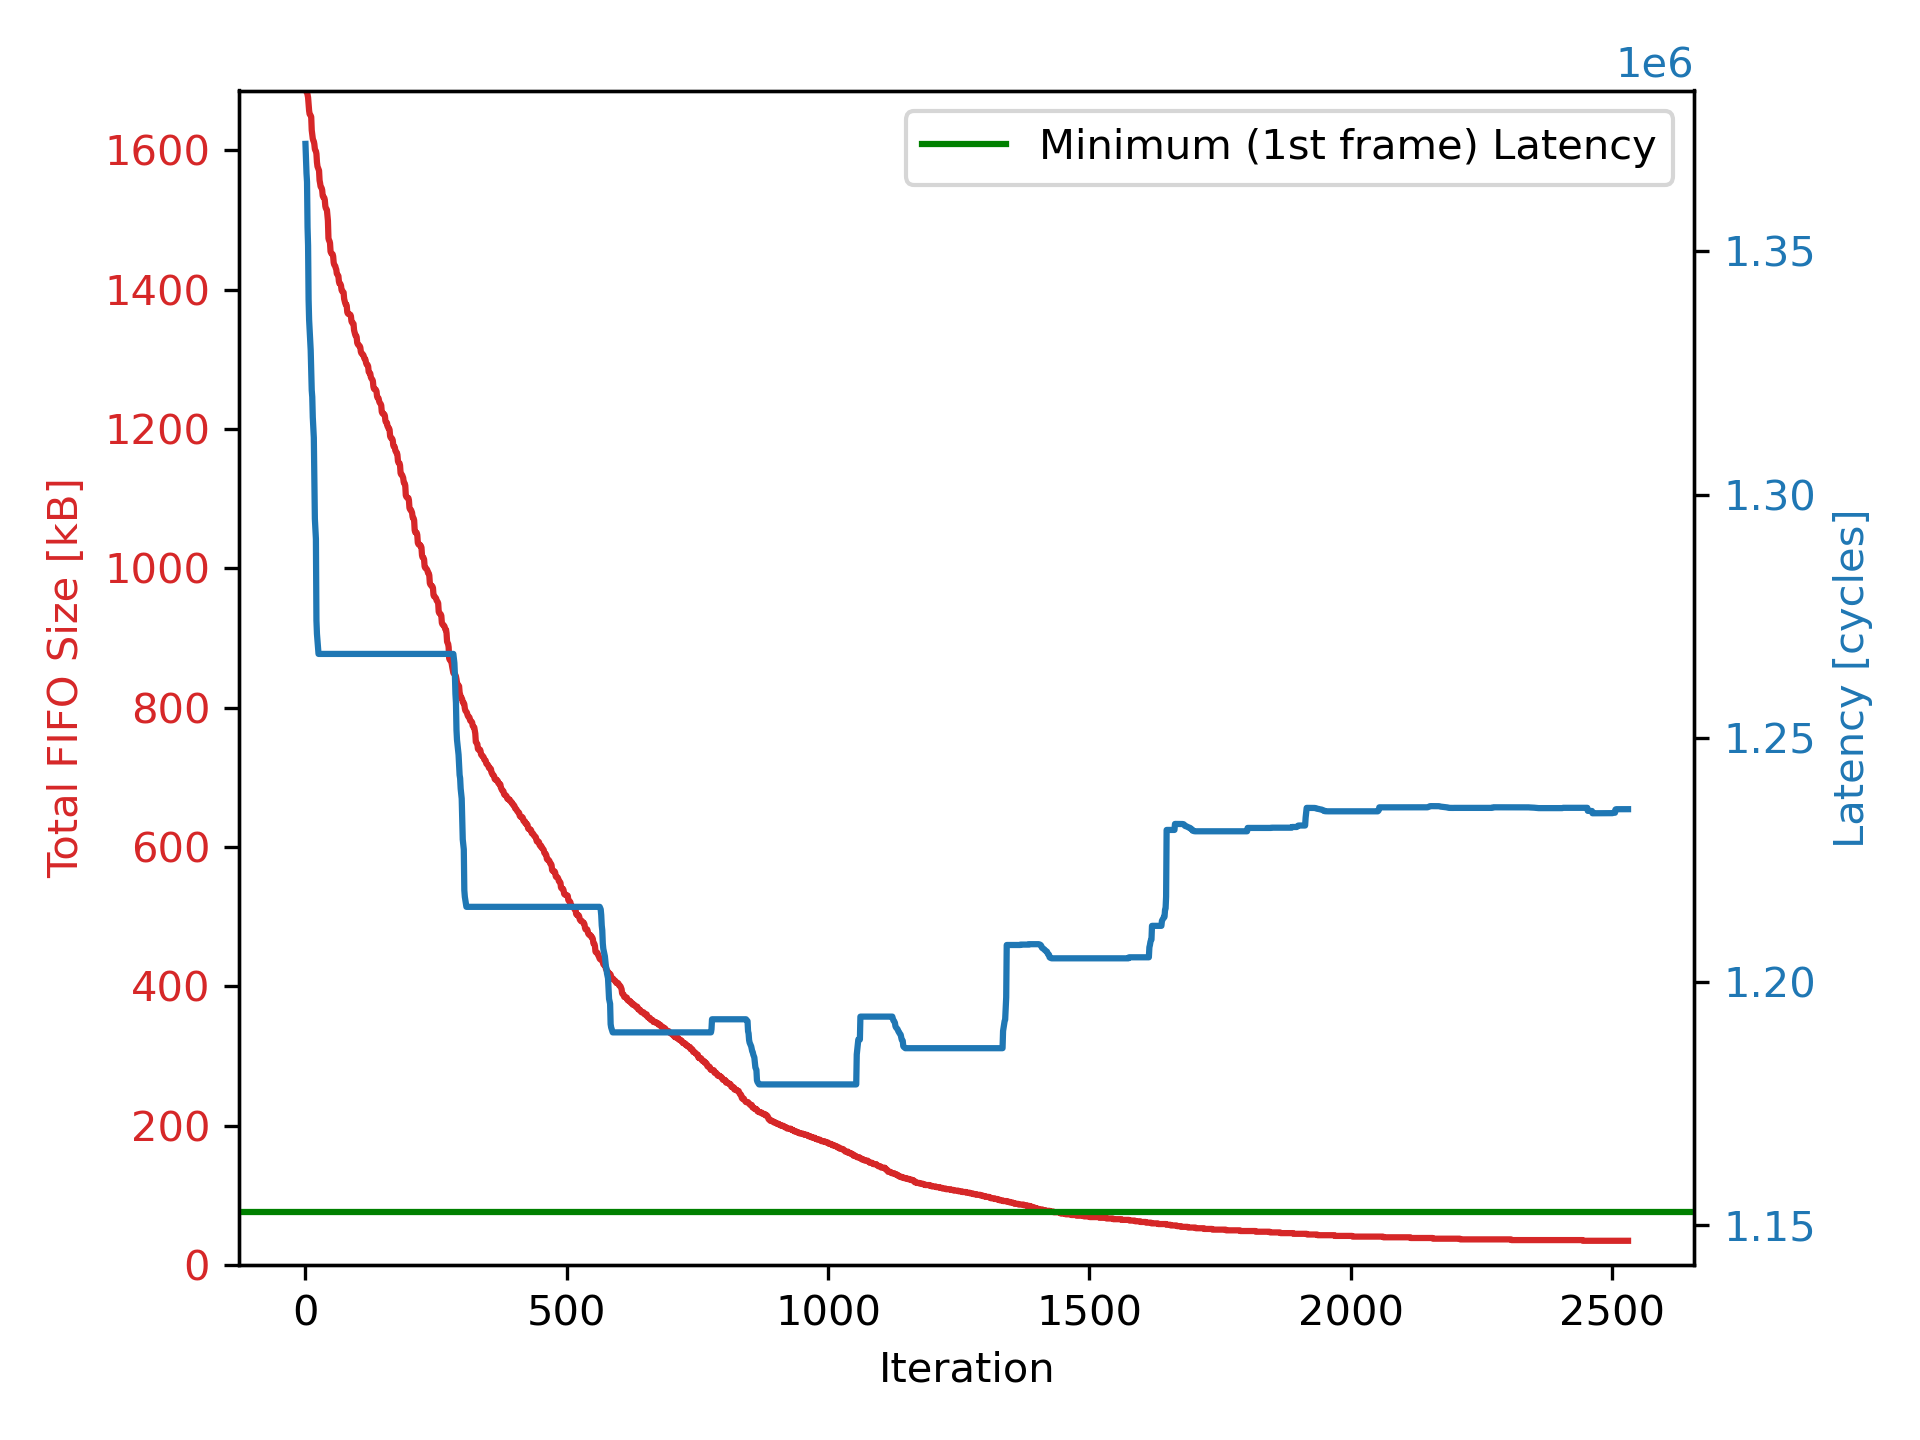 1e6
Minimum (1st frame) Latency
1600
1400
1200
1000
800
600
400
200
0
Total FIFO Size [kB]
1.35
1.30
1.25
1.20
1.15
Latency [cycles]
0 500 1000 1500 2000 2500
Iteration